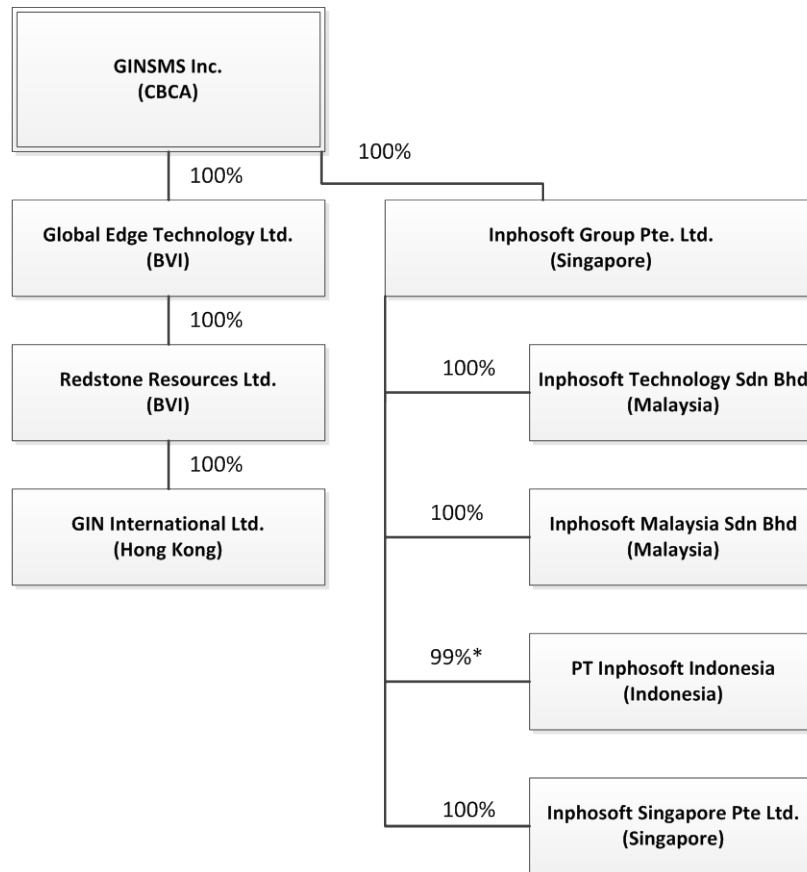 GINSMS Inc.
(CBCA)
100%
100%
Global Edge Technology Ltd.
(BVI)
Inphosoft Group Pte. Ltd.
(Singapore)
100%
Redstone Resources Ltd.
(BVI)
100%
Inphosoft Technology Sdn Bhd
(Malaysia)
100%
GIN International Ltd.
(Hong Kong)
100%
Inphosoft Malaysia Sdn Bhd
(Malaysia)
99%*
PT Inphosoft Indonesia
(Indonesia)
100%
Inphosoft Singapore Pte Ltd.
(Singapore)